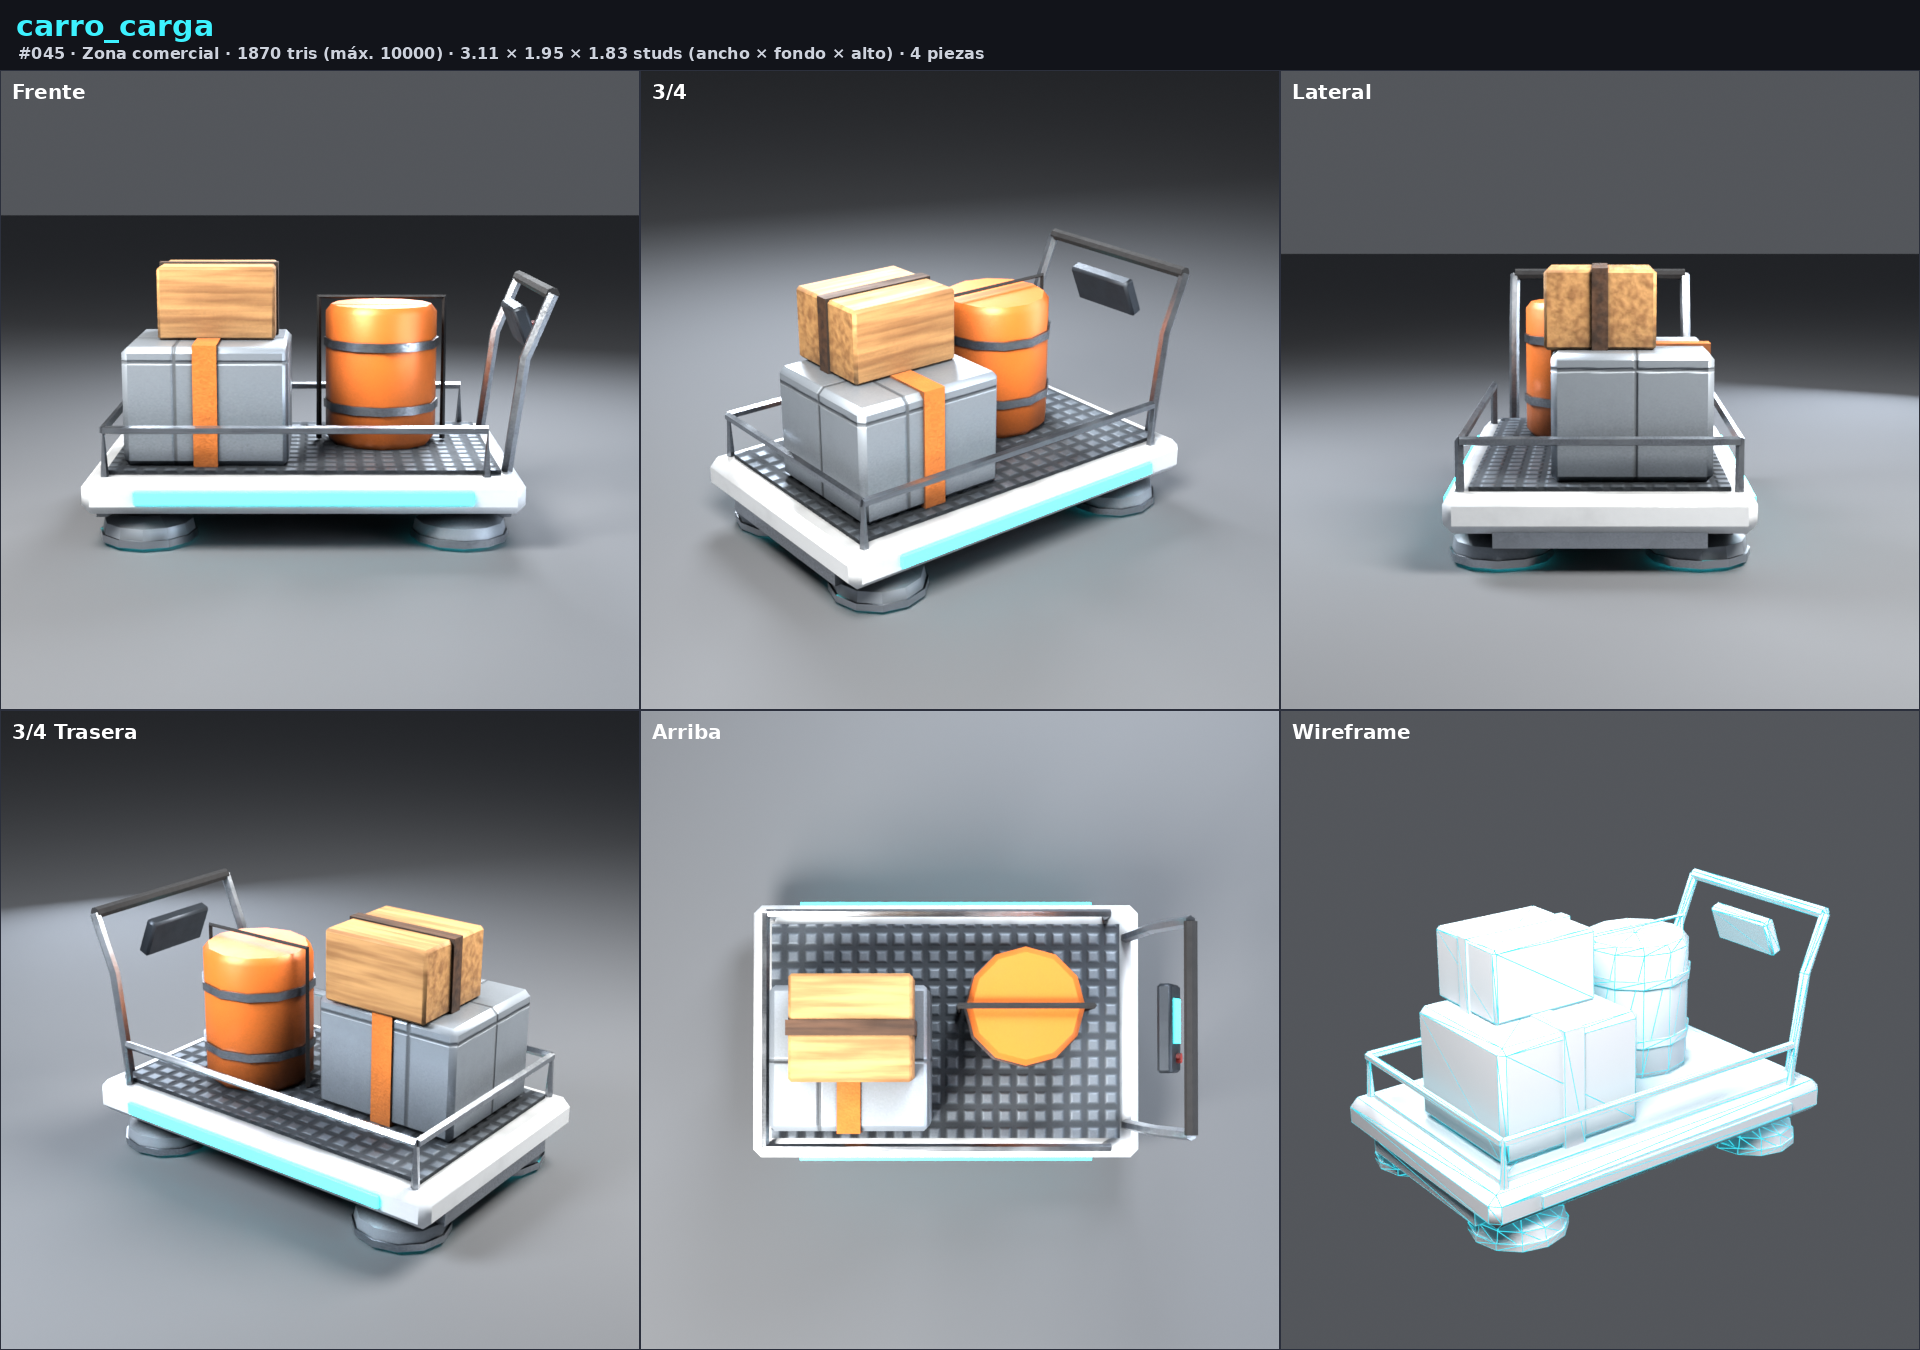 carro_carga
#045 · Zona comercial · 1870 tris (máx. 10000) · 3.11 × 1.95 × 1.83 studs (ancho × fondo × alto) · 4 piezas
Frente
3/4
Lateral
3/4 Trasera
Arriba
Wireframe